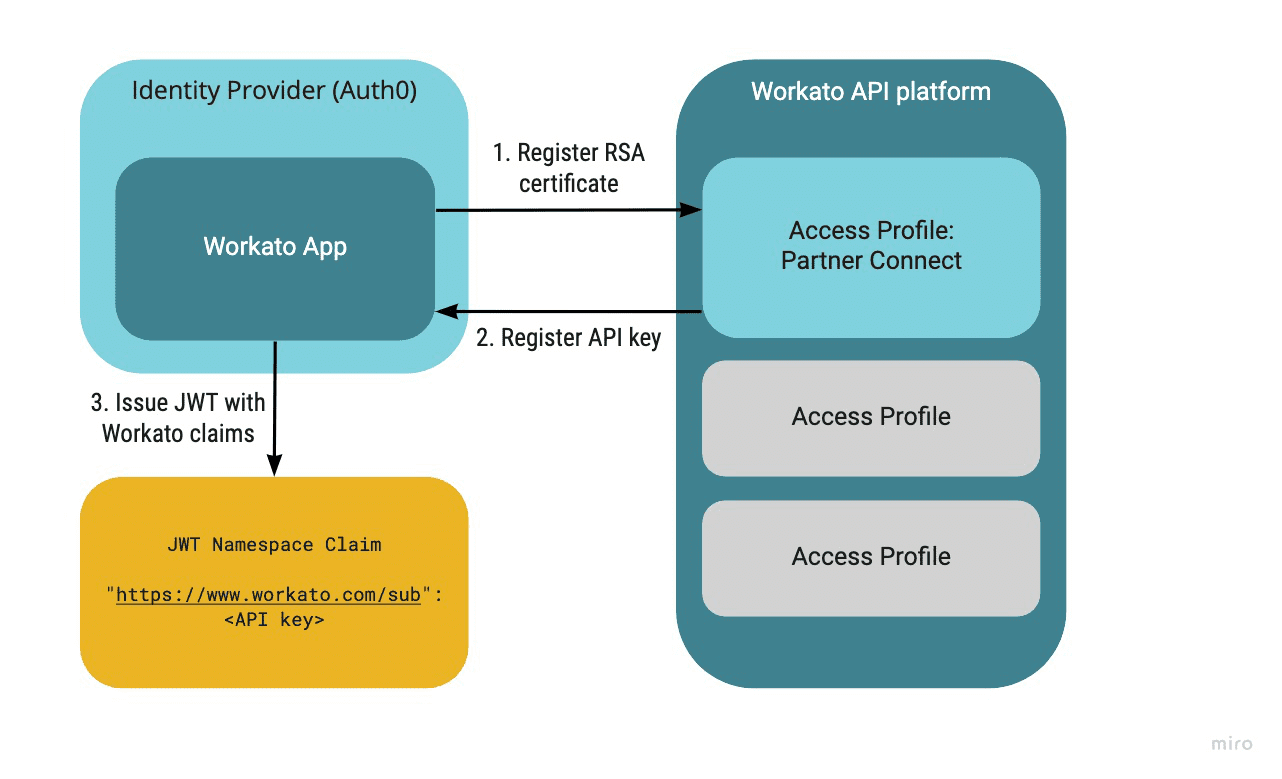 Identity Provider (Auth0)
Workato App
1. Register RSA
certificate
2. Register API key
3. Issue JWT with
Workato claims
JWT Namespace Claim
"https://www.workato.com/sub":
<API key>
Workato API platform
Access Profile:
Partner Connect
Access Profile
Access Profile
miro